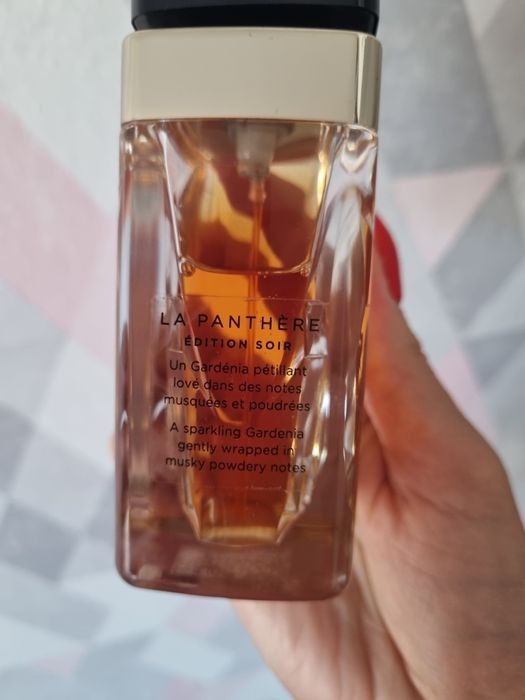 LA PANTHÈRE
ÉDITION SOIR
Un Gardénia pétillant
lové dans des notes
musquées et poudrées
A sparkling Gardenia
gently wrapped in
musky powdery notes